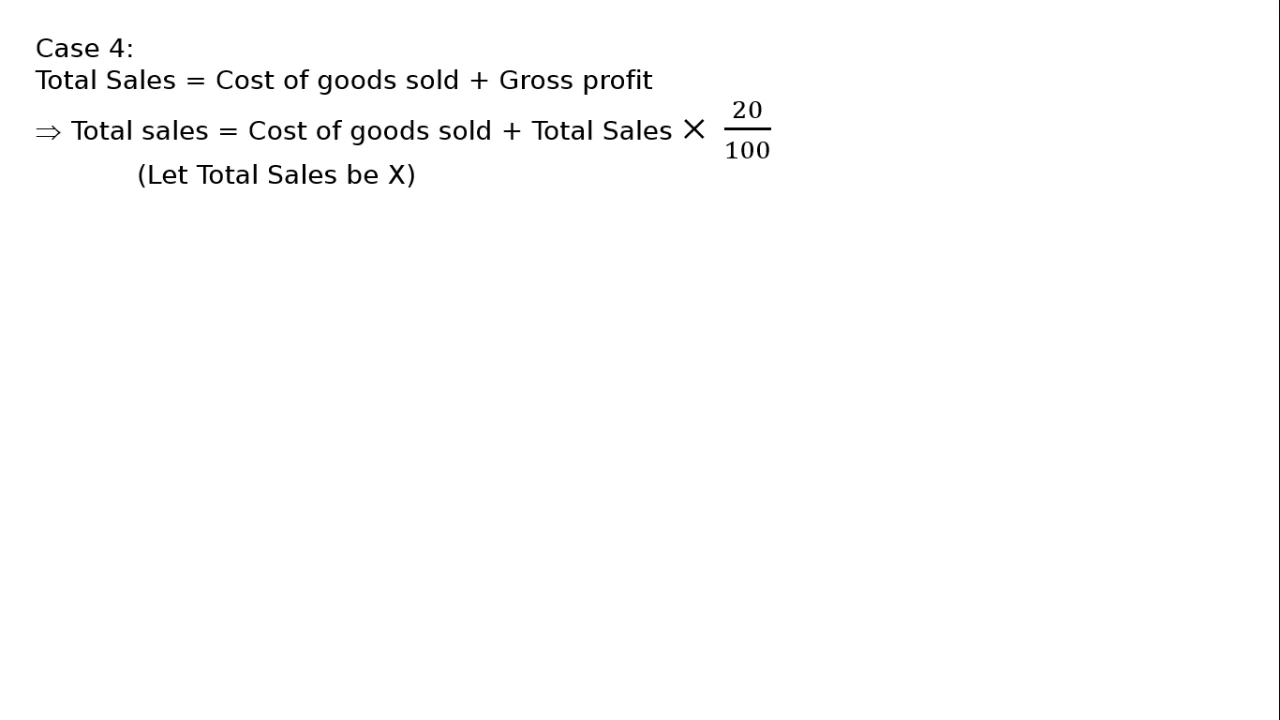 Case 4:
Total Sales = Cost of goods sold + Gross profit
⇒ Total sales = Cost of goods sold + Total Sales × 20/100
(Let Total Sales be X)